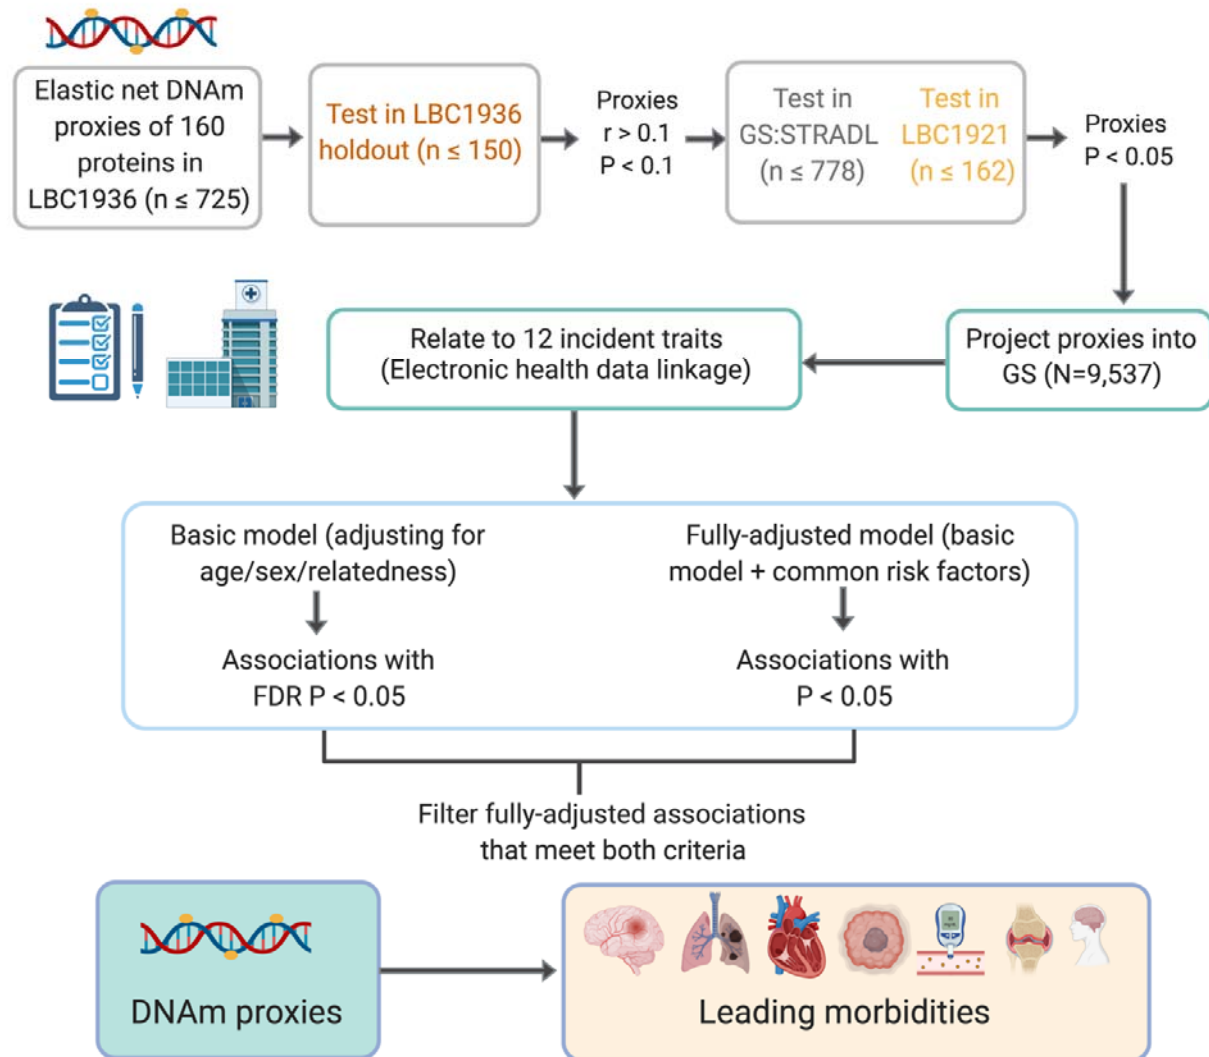 Elastic net DNAm
proxies of 160
proteins in
LBC1936 (n ≤ 725)
Test in LBC1936
holdout (n ≤ 150)
Proxies
r > 0.1
P < 0.1
Test in
GS:STRADL
(n ≤ 778)
Test in
LBC1921
(n ≤ 162)
Proxies
P < 0.05
Project proxies into
GS (N=9,537)
Relate to 12 incident traits
(Electronic health data linkage)
Basic model (adjusting for
age/sex/relatedness)
Associations with
FDR P < 0.05
Fully-adjusted model (basic
model + common risk factors)
Associations with
P < 0.05
Filter fully-adjusted associations
that meet both criteria
DNAm proxies
Leading morbidities